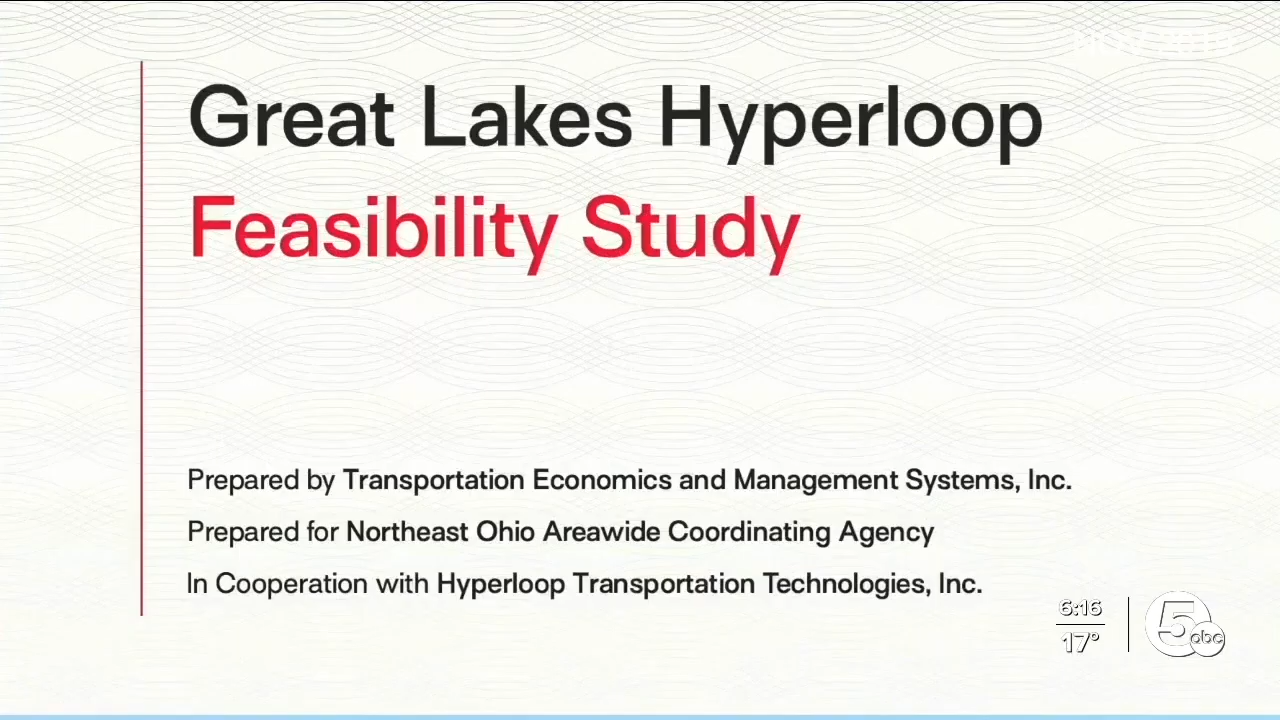 Great Lakes Hyperloop
Feasibility Study
Prepared by Transportation Economics and Management Systems, Inc.
Prepared for Northeast Ohio Areawide Coordinating Agency
In Cooperation with Hyperloop Transportation Technologies, Inc.
6:16
17°
5
abc